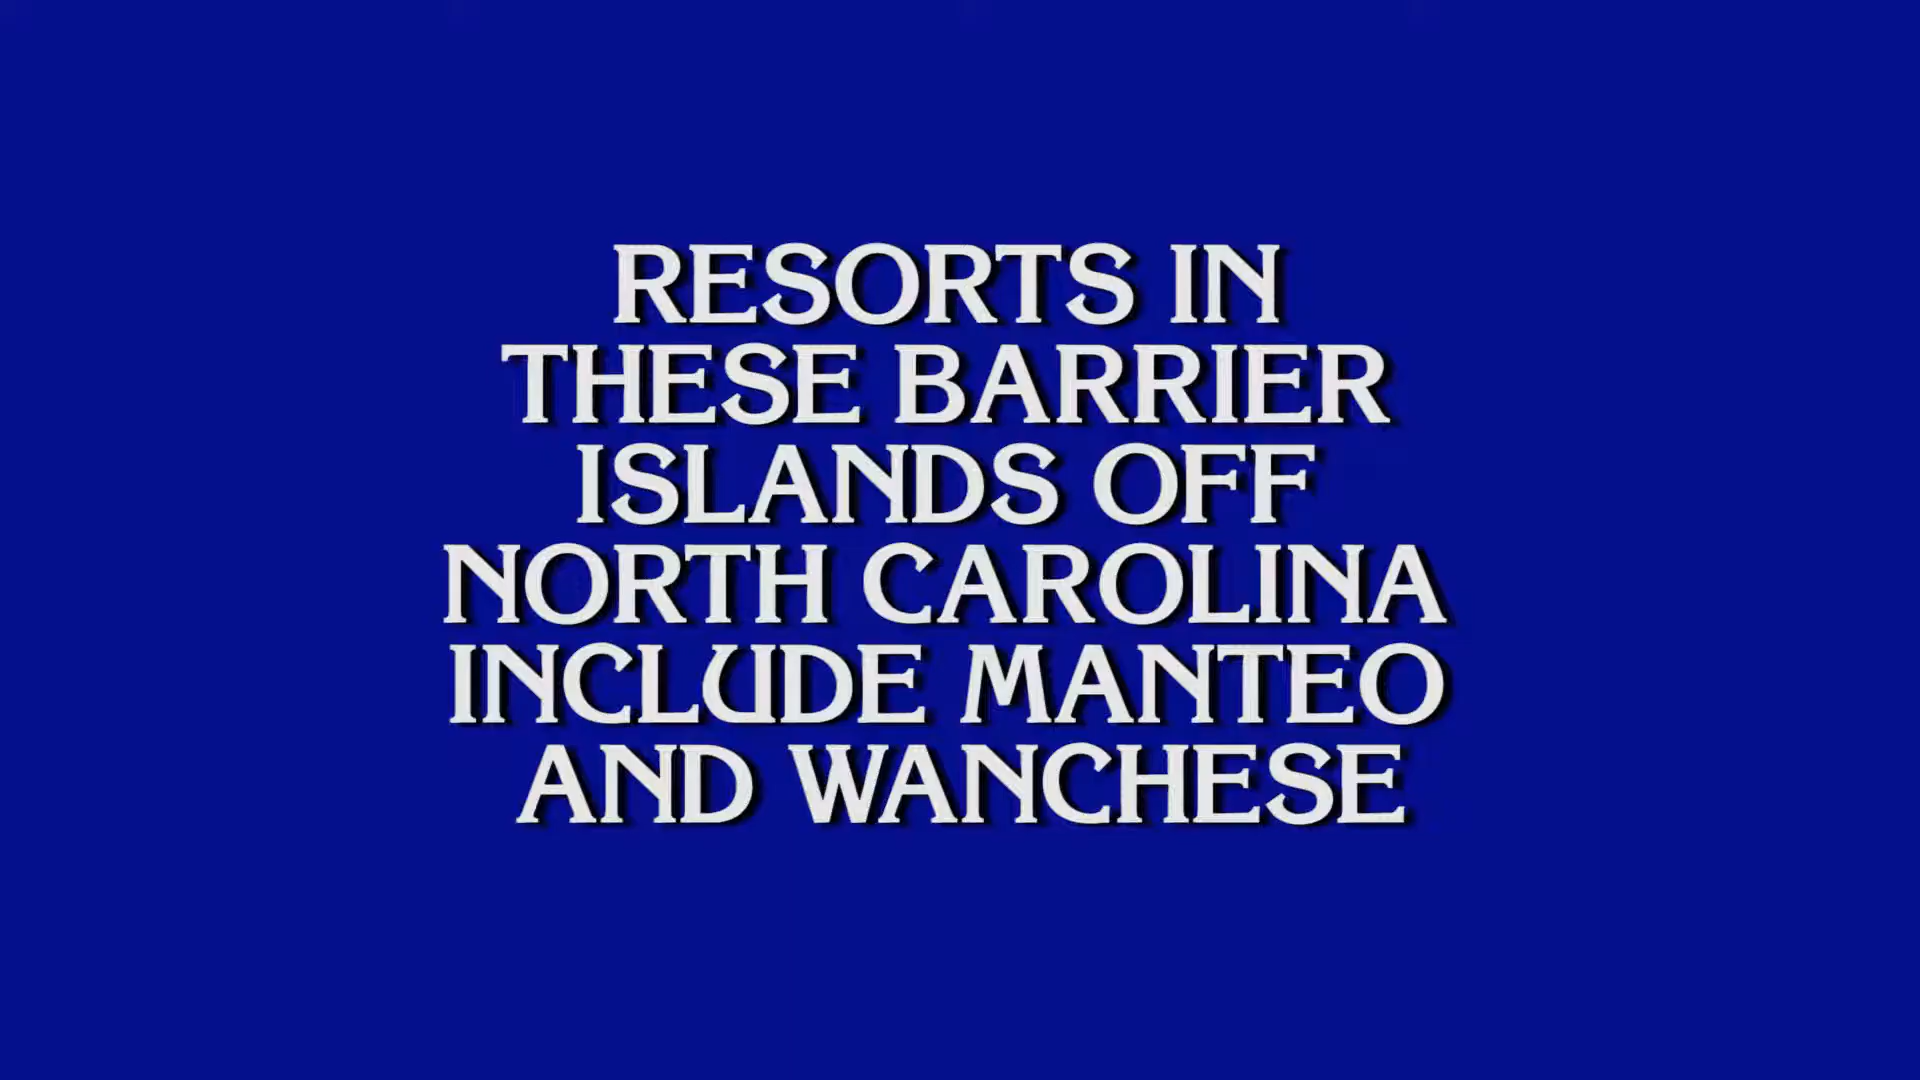 RESORTS IN
THESE BARRIER
ISLANDS OFF
NORTH CAROLINA
INCLUDE MANTEO
AND WANCHESE